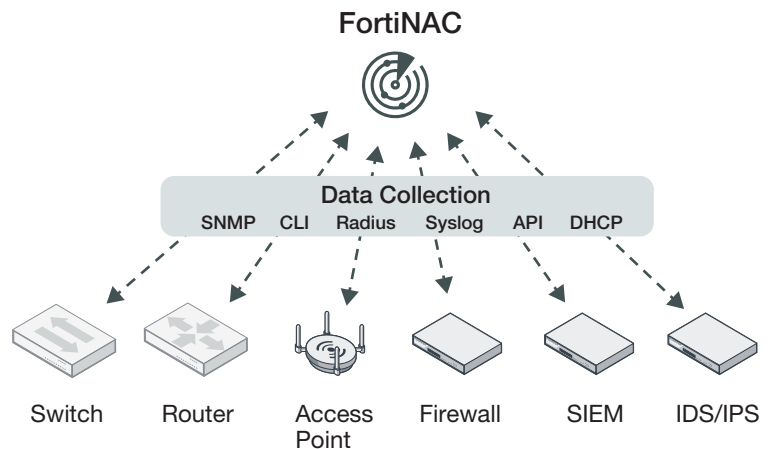 FortiNAC
Data Collection
SNMP CLI Radius Syslog API DHCP
Switch Router Access Point Firewall SIEM IDS/IPS